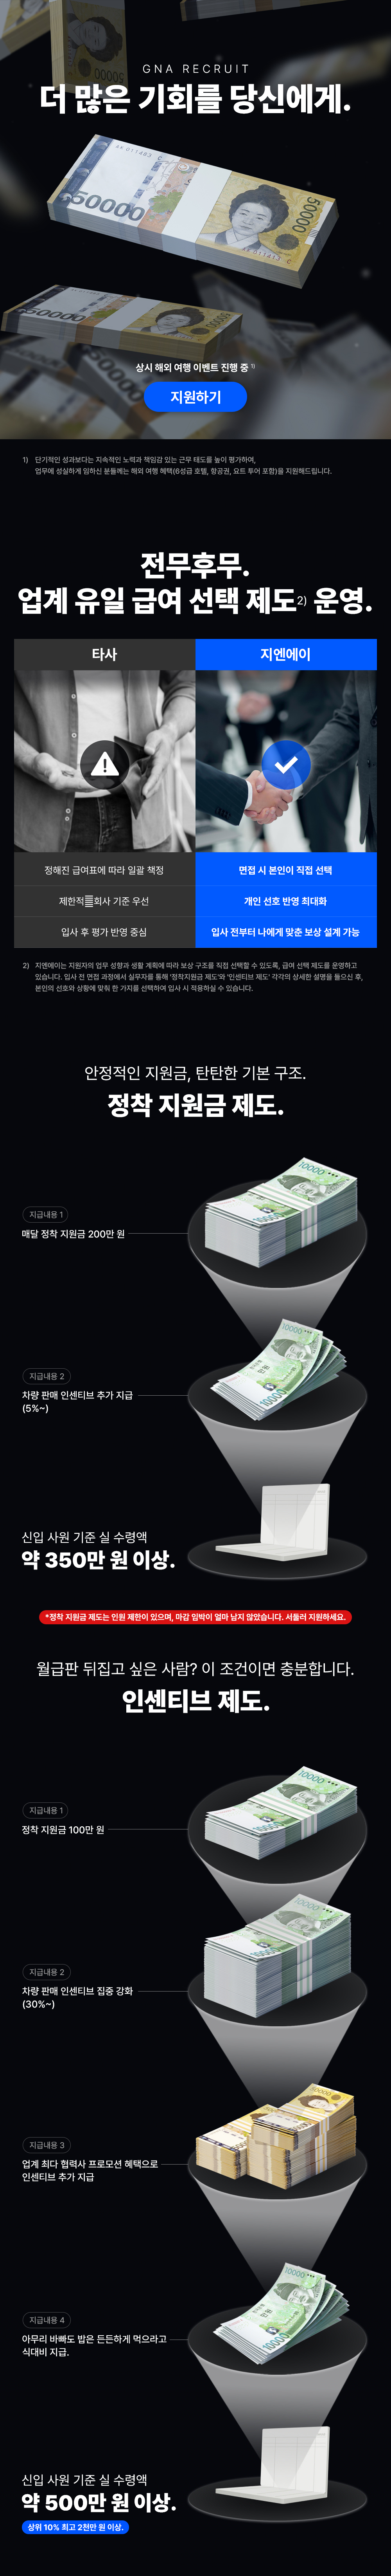 GNA RECRUIT
더 많은 기회를 당신에게.
50000
50000
상시 해외 여행 이벤트 진행 중 1)
지원하기
1) 단기적인 성과보다는 지속적인 노력과 책임감 있는 근무 태도를 높이 평가하여,
업무에 성실하게 임하신 분들께는 해외 여행 혜택(6성급 호텔, 항공권, 요트 투어 포함)을 지원해드립니다.
전무후무.
업계 유일 급여 선택 제도2) 운영.
타사
지엔에이
정해진 급여표에 따라 일괄 책정
면접 시 본인이 직접 선택
제한적 회사 기준 우선
개인 선호 반영 최대화
입사 후 평가 반영 중심
입사 전부터 나에게 맞춘 보상 설계 가능
2) 지엔에이는 지원자의 업무 성향과 생활 계획에 따라 보상 구조를 직접 선택할 수 있도록, 급여 선택 제도를 운영하고
있습니다. 입사 전 면접 과정에서 실무자를 통해 '정착지원금 제도'와 '인센티브 제도' 각각의 상세한 설명을 들으신 후,
본인의 선호와 상황에 맞춰 한 가지를 선택하여 입사 시 적용하실 수 있습니다.
안정적인 지원금, 탄탄한 기본 구조.
정착 지원금 제도.
지급내용 1
매달 정착 지원금 200만 원
10000
10000
지급내용 2
차량 판매 인센티브 추가 지급
(5%~)
10000
10000
신입 사원 기준 실 수령액
약 350만 원 이상.
*정착 지원금 제도는 인원 제한이 있으며, 마감 임박이 얼마 남지 않았습니다. 서둘러 지원하세요.
월급판 뒤집고 싶은 사람? 이 조건이면 충분합니다.
인센티브 제도.
지급내용 1
정착 지원금 100만 원
10000
10000
지급내용 2
차량 판매 인센티브 집중 강화
(30%~)
10000
10000
지급내용 3
업계 최다 협력사 프로모션 혜택으로
인센티브 추가 지급
지급내용 4
아무리 바빠도 밥은 든든하게 먹으라고
식대비 지급.
10000
10000
신입 사원 기준 실 수령액
약 500만 원 이상.
상위 10% 최고 2천만 원 이상.